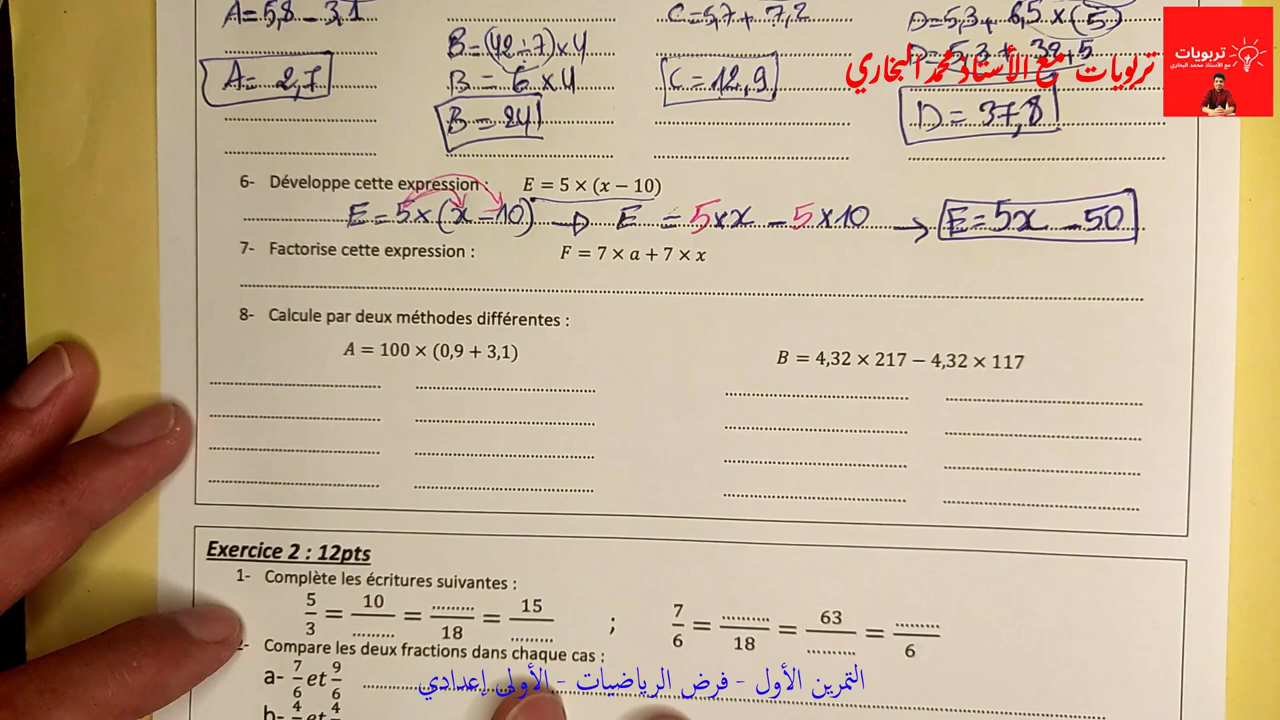 A = 5,8 - 3,1
C = 5,7 + 7,2
D = 5,3 + 6,5 × (5)
B = (42 ÷ 7) × 4
A = 2,7
B = 6 × 4
C = 12,9
B = 24
D = 37,8
تربويات مع الأستاذ محمد البخاري
تربويات
مع الأستاذ محمد البخاري
6- Développe cette expression : E = 5 × (x − 10)
E = 5 × (x - 10) → E = 5 × x - 5 × 10 → E = 5x - 50
7- Factorise cette expression : F = 7 × a + 7 × x
8- Calcule par deux méthodes différentes :
A = 100 × (0,9 + 3,1) B = 4,32 × 217 − 4,32 × 117
Exercice 2 : 12pts
1- Complète les écritures suivantes :
5/3 = 10/......... = ........./18 = 15/......... ; 7/6 = ........./18 = 63/......... = ........./6
2- Compare les deux fractions dans chaque cas :
a- 7/6 et 9/6
التمرين الأول - فرض الرياضيات - الأولى إعدادي